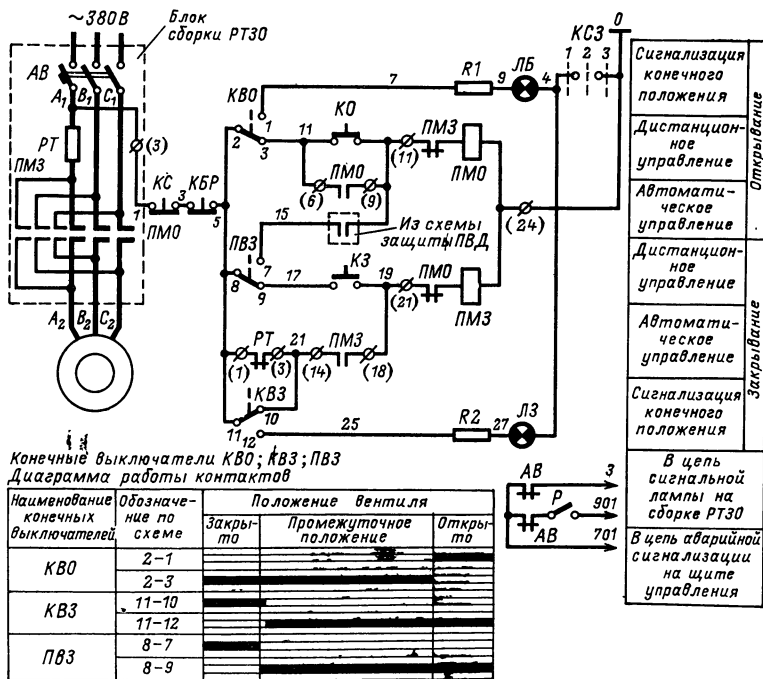 ~380В
Блок
сборки РТЗО
АВ
A1 B1 C1
РТ
(3)
ПМЗ
КС
КБР
1
3
5
ПМО
A2 B2 C2
КВО
1
2
3
7
R1
9
ЛБ
4
КСЗ
1 2 3
0
11
КО
(11)
ПМЗ
ПМО
ПМО
(6)
(9)
15
Из схемы
защиты ПВД
(24)
ПВЗ
7
8
9
17
КЗ
19
(21)
ПМО
ПМЗ
РТ
21
(1)
(3)
(14)
ПМЗ
(18)
КВЗ
10
11
12
25
R2
27
ЛЗ
Сигнализация
конечного
положения
Дистанцион-
ное
управление
Автомати-
ческое
управление
Открывание
Дистанцион-
ное
управление
Автомати-
ческое
управление
Сигнализация
конечного
положения
Закрывание
В цепь
сигнальной
лампы на
сборке РТЗО
В цепь аварийной
сигнализации
на щите
управления
АВ
3
Р
901
АВ
701
Конечные выключатели КВО; КВЗ; ПВЗ
Диаграмма работы контактов
Наименование
конечных
выключателей
Обозначе-
ние по
схеме
Положение вентиля
Закры-
то
Промежуточное
положение
Откры-
то
КВО
2-1
2-3
КВЗ
11-10
11-12
ПВЗ
8-7
8-9